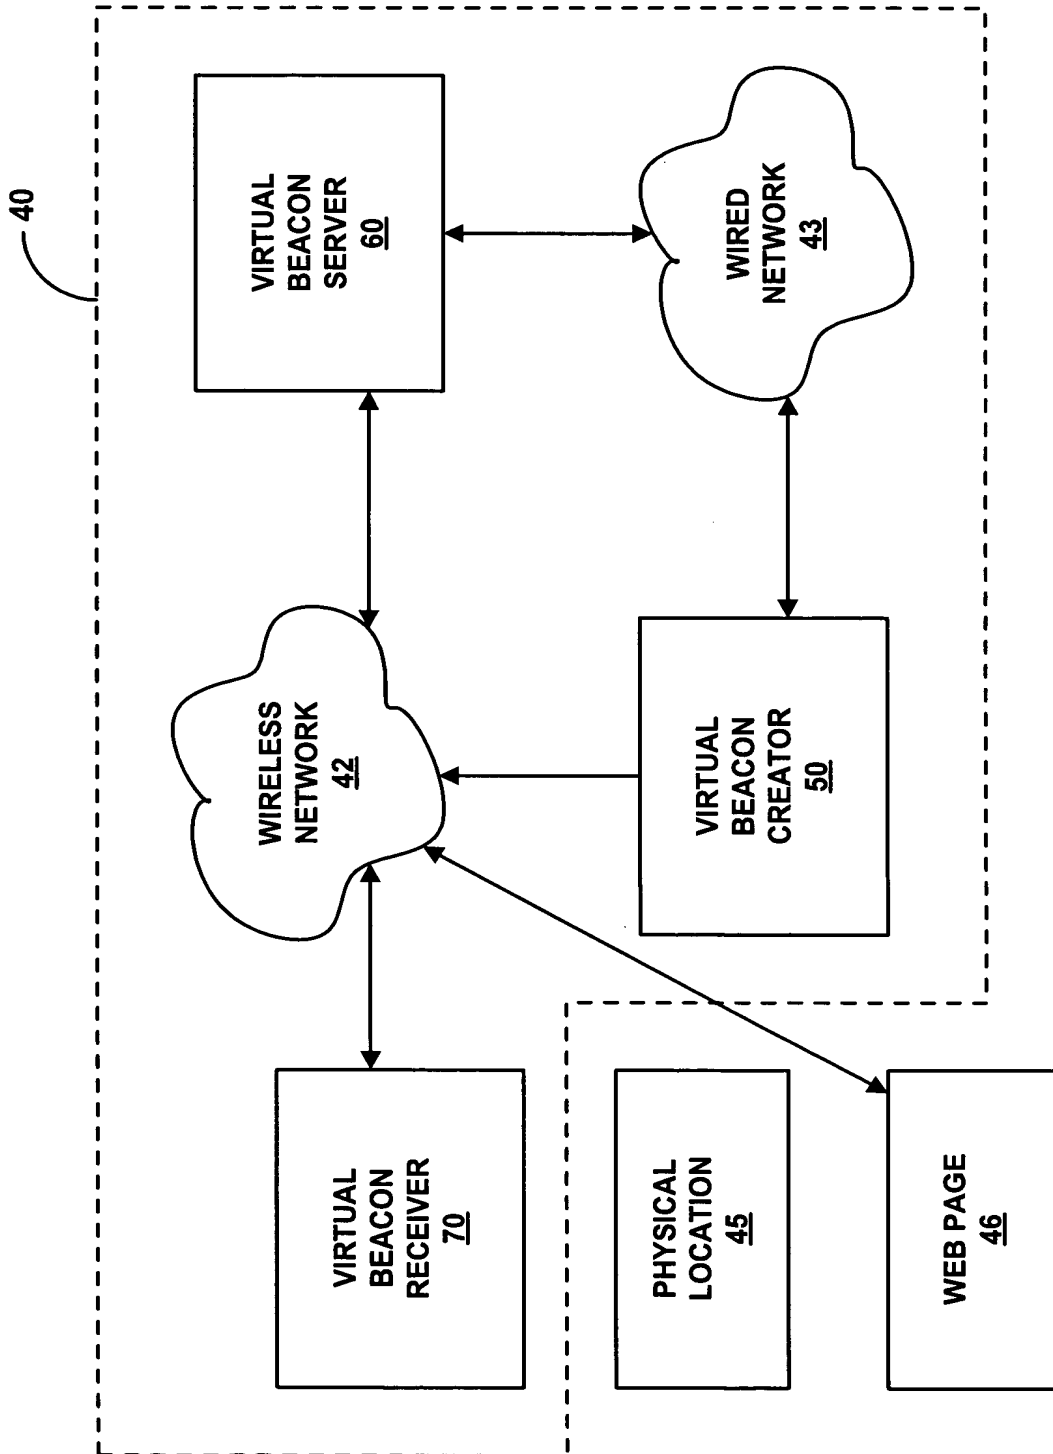 40
VIRTUAL
BEACON
RECEIVER
70
WIRELESS
NETWORK
42
VIRTUAL
BEACON
SERVER
60
PHYSICAL
LOCATION
45
VIRTUAL
BEACON
CREATOR
50
WIRED
NETWORK
43
WEB PAGE
46